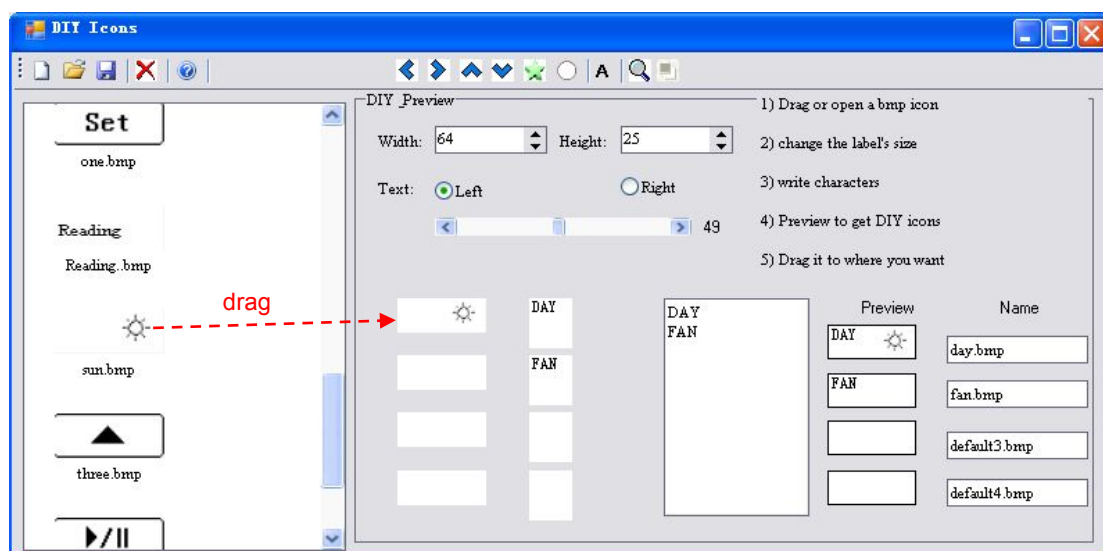 DIY Icons
A
Set
one.bmp
Reading
Reading..bmp
drag
sun.bmp
three.bmp
DIY_Preview
Width: 64 Height: 25
Text: Left Right
49
1) Drag or open a bmp icon
2) change the label's size
3) write characters
4) Preview to get DIY icons
5) Drag it to where you want
DAY
FAN
DAY
FAN
Preview Name
DAY day.bmp
FAN fan.bmp
default3.bmp
default4.bmp